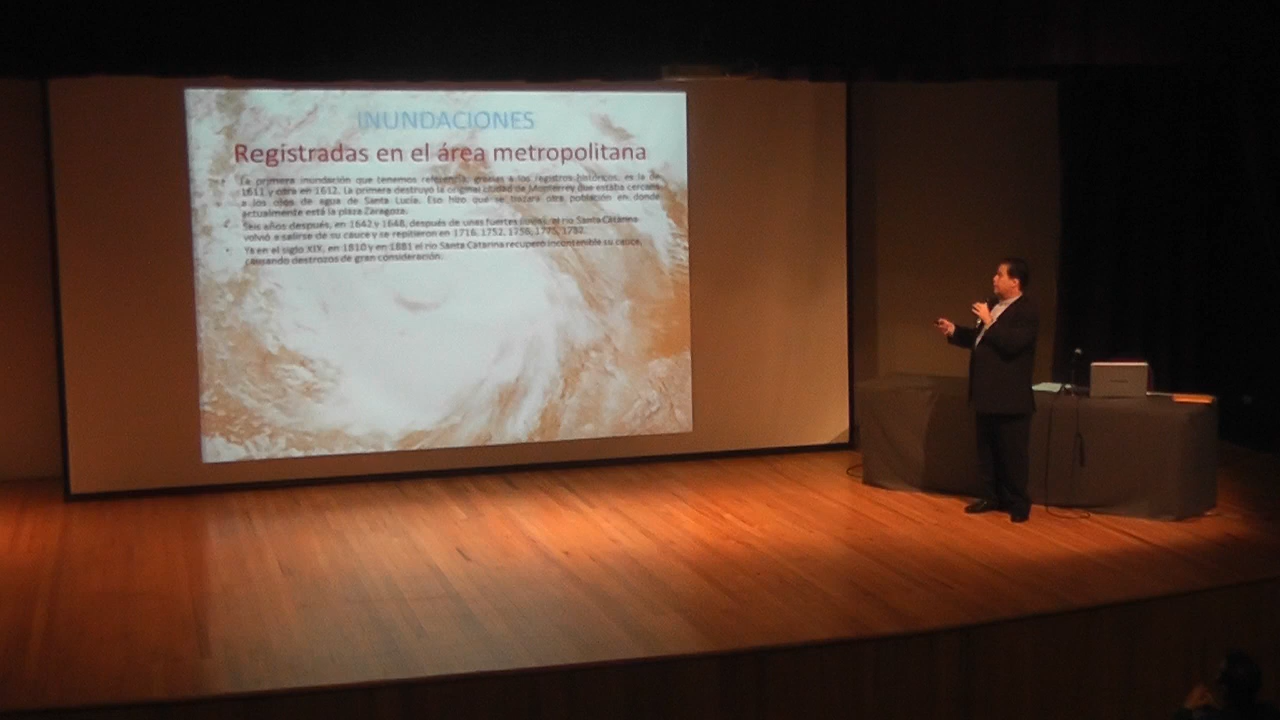 INUNDACIONES
Registradas en el área metropolitana
• La primera inundación que tenemos referencia, gracias a los registros históricos, es la de
1611 y otra en 1612. La primera destruyó la original ciudad de Monterrey que estaba cercana
a los ojos de agua de Santa Lucía. Eso hizo que se trazara otra población en donde
actualmente está la plaza Zaragoza.
• Seis años después, en 1642 y 1648, después de unas fuertes lluvias, el río Santa Catarina
volvió a salirse de su cauce y se repitieron en 1716, 1752, 1756, 1775, 1782.
• Ya en el siglo XIX, en 1810 y en 1881 el río Santa Catarina recuperó incontenible su cauce,
causando destrozos de gran consideración.